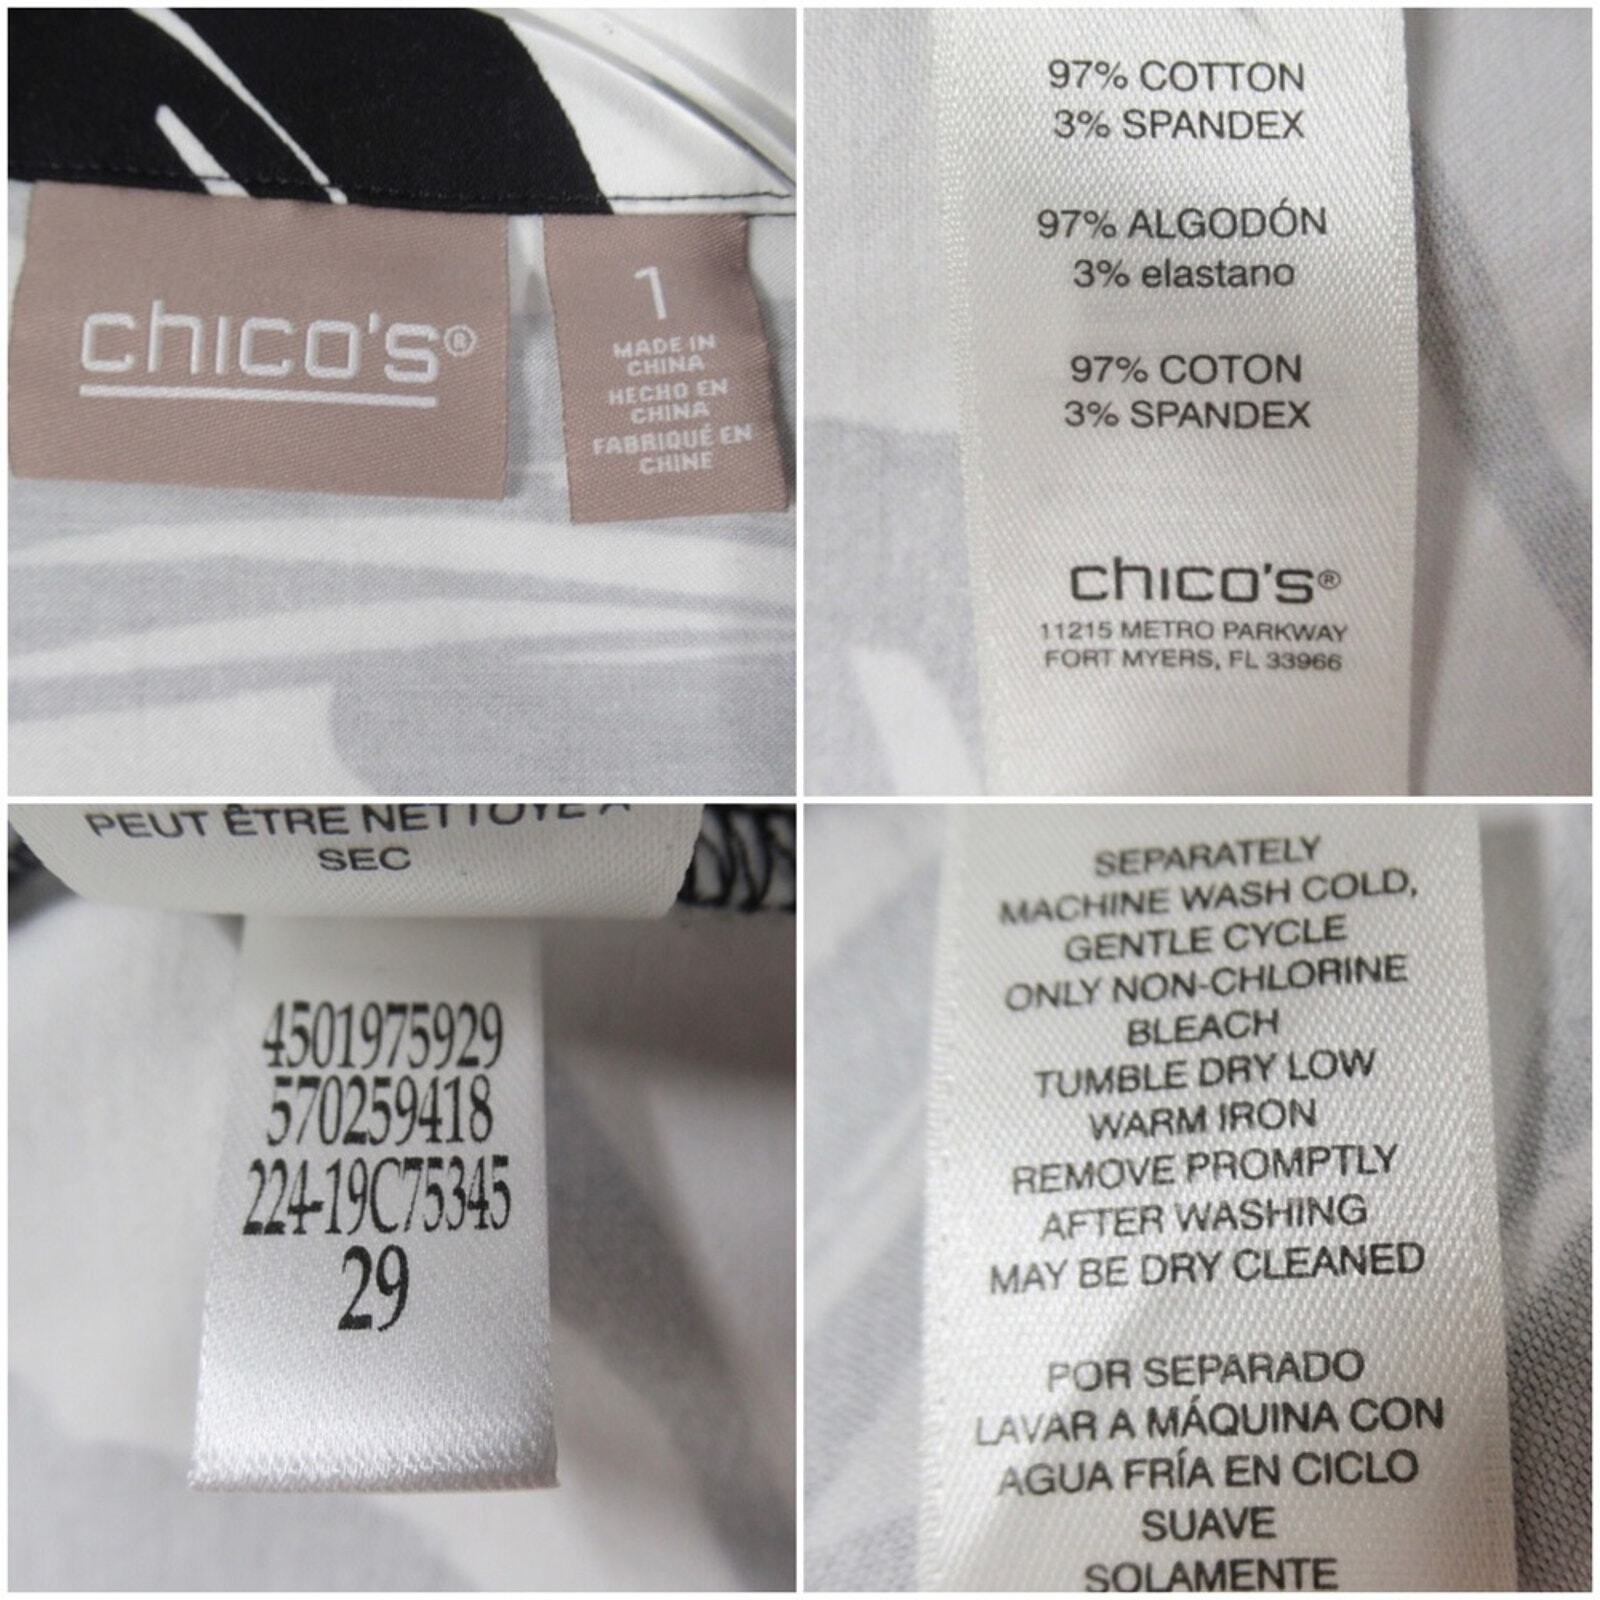 chico's®
1
MADE IN
CHINA
HECHO EN
CHINA
FABRIQUÉ EN
CHINE
97% COTTON
3% SPANDEX
97% ALGODÓN
3% elastano
97% COTON
3% SPANDEX
chico's®
11215 METRO PARKWAY
FORT MYERS, FL 33966
PEUT ÊTRE NETTOYÉ À
SEC
4501975929
570259418
224-19C75345
29
SEPARATELY
MACHINE WASH COLD,
GENTLE CYCLE
ONLY NON-CHLORINE
BLEACH
TUMBLE DRY LOW
WARM IRON
REMOVE PROMPTLY
AFTER WASHING
MAY BE DRY CLEANED
POR SEPARADO
LAVAR A MÁQUINA CON
AGUA FRÍA EN CICLO
SUAVE
SOLAMENTE